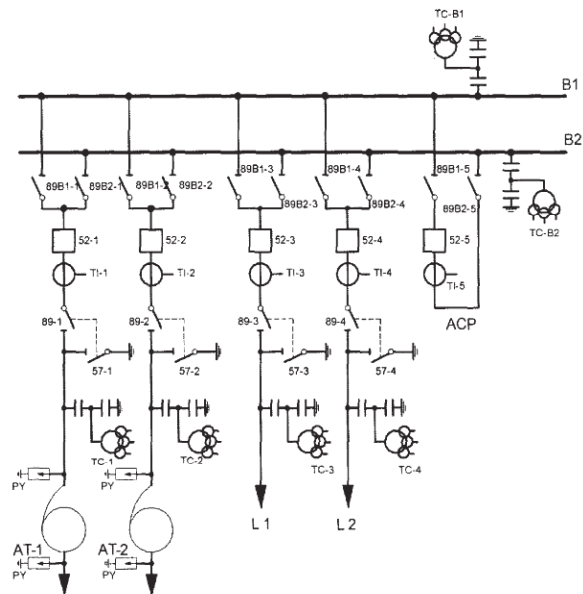 TC-B1
B1
B2
89B1-1
89B2-1
89B1-2
89B2-2
89B1-3
89B2-3
89B1-4
89B2-4
89B1-5
89B2-5
TC-B2
52-1
52-2
52-3
52-4
52-5
TI-1
TI-2
TI-3
TI-4
TI-5
ACP
89-1
89-2
89-3
89-4
57-1
57-2
57-3
57-4
TC-1
TC-2
TC-3
TC-4
PY
PY
L 1
L 2
AT-1
AT-2
PY
PY